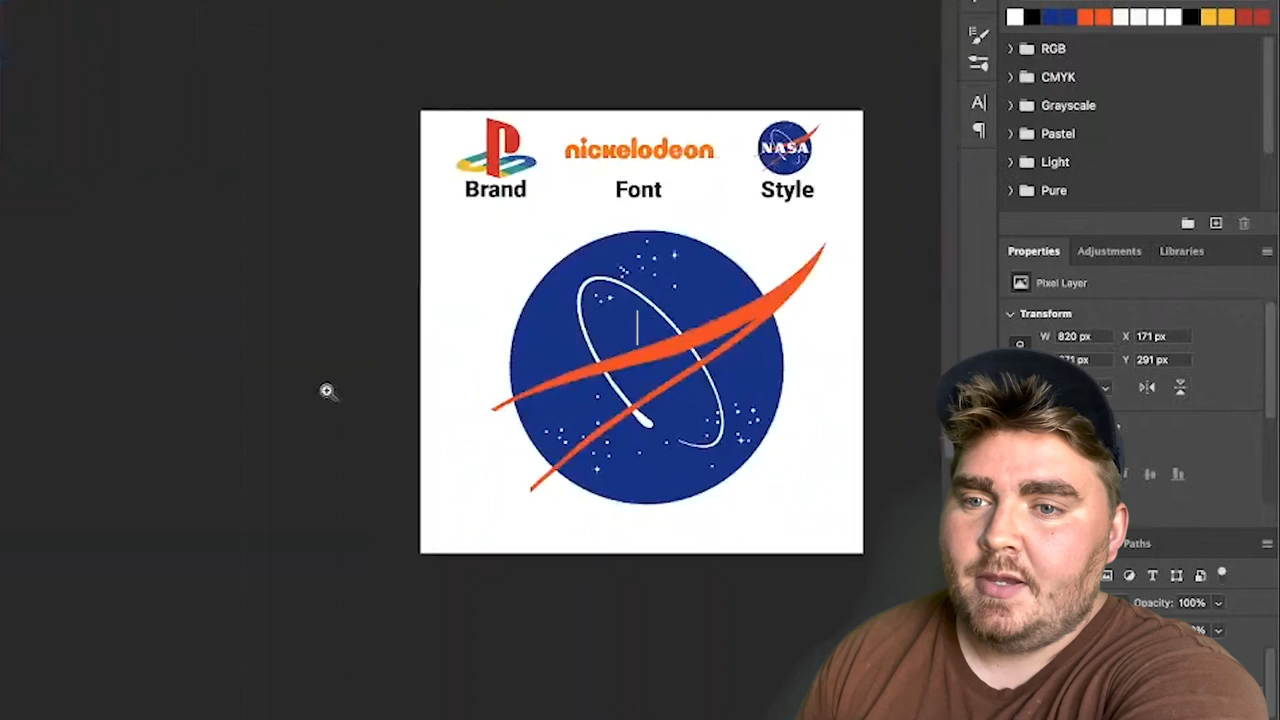 nickelodeon
NASA
Brand
Font
Style
RGB
CMYK
Grayscale
Pastel
Light
Pure
Properties
Adjustments
Libraries
Pixel Layer
Transform
W 820 px X 171 px
Y 291 px
Paths
Opacity: 100%